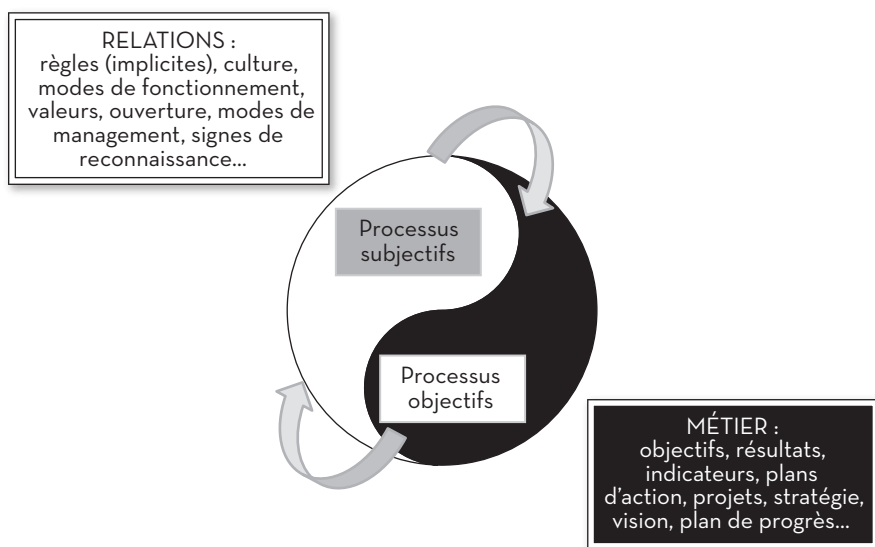 RELATIONS :
règles (implicites), culture,
modes de fonctionnement,
valeurs, ouverture, modes de
management, signes de
reconnaissance...
Processus
subjectifs
Processus
objectifs
MÉTIER :
objectifs, résultats,
indicateurs, plans
d'action, projets, stratégie,
vision, plan de progrès...